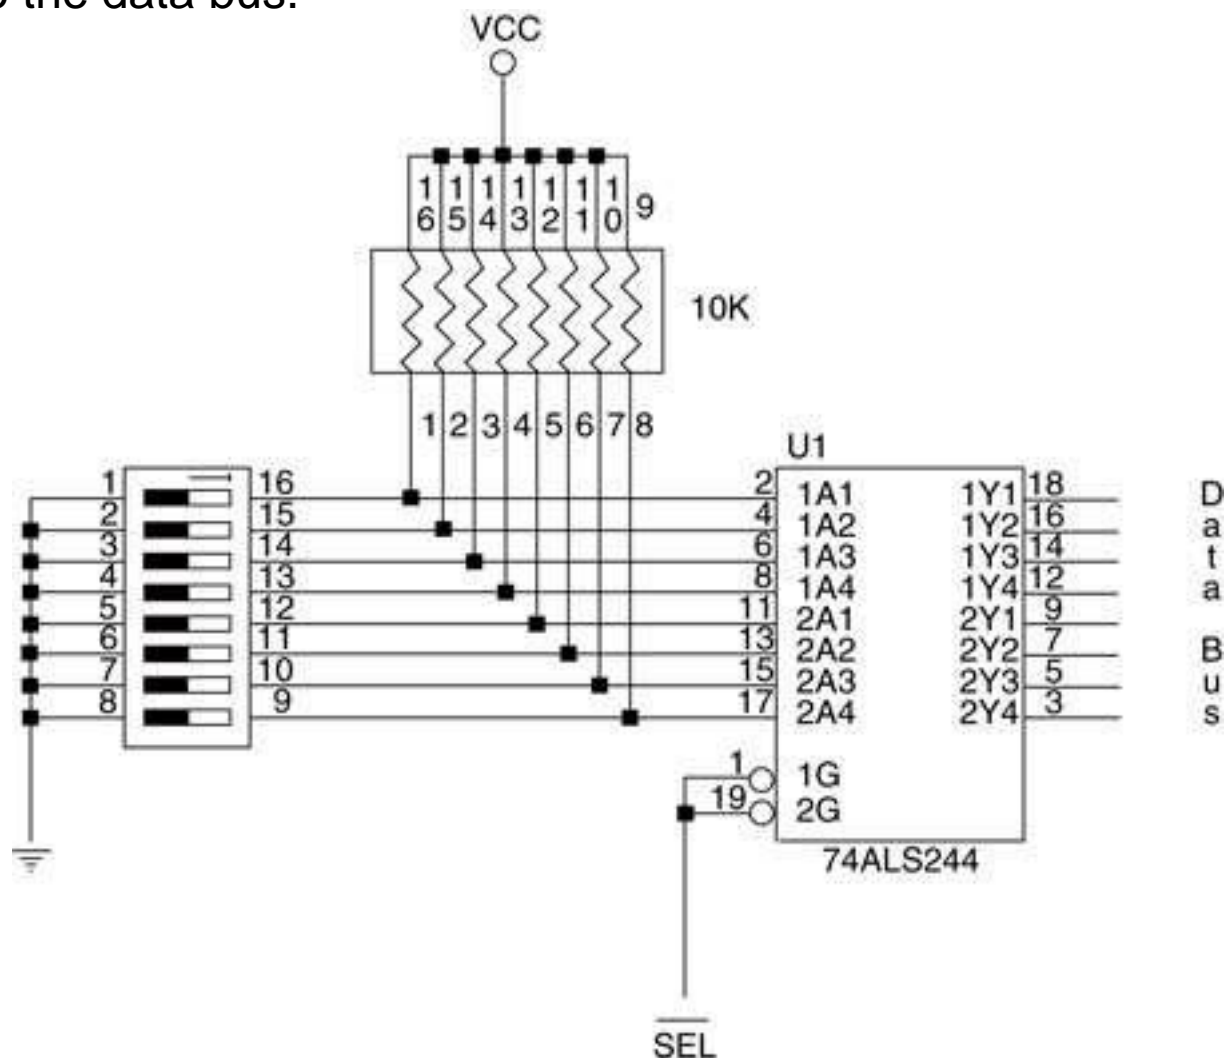 the data bus.
VCC
1 1 1 1 1 1 1 9
6 5 4 3 2 1 0
10K
1 2 3 4 5 6 7 8
U1
1 16 2 1A1 1Y1 18 D
2 15 4 1A2 1Y2 16 a
3 14 6 1A3 1Y3 14 t
4 13 8 1A4 1Y4 12 a
5 12 11 2A1 2Y1 9
6 11 13 2A2 2Y2 7 B
7 10 15 2A3 2Y3 5 u
8 9 17 2A4 2Y4 3 s
1 1G
19 2G
74ALS244
SEL